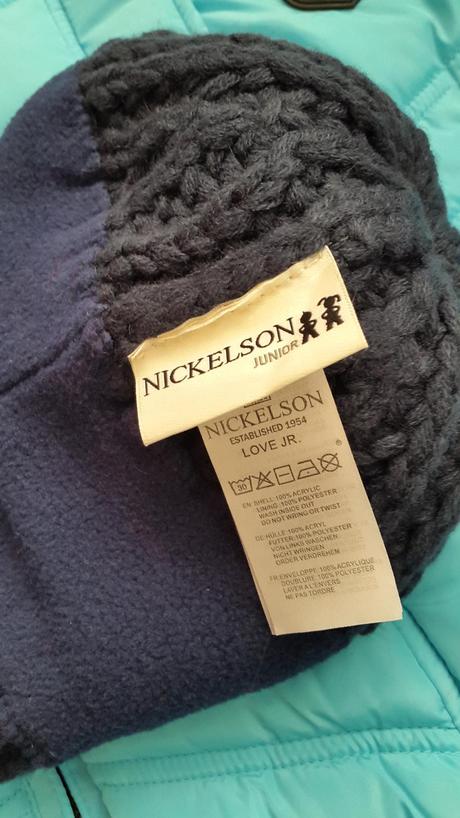 NICKELSON
JUNIOR
NICKELSON
ESTABLISHED 1954
LOVE JR.
30
EN:SHELL:100% ACRYLIC
LINING:100% POLYESTER
WASH INSIDE OUT
DO NOT WRING OR TWIST
DE:HÜLLE:100% ACRYL
FUTTER:100% POLYESTER
VON LINKS WASCHEN
NICHT WRINGEN
ORDER VERDREHEN
FR:ENVELOPPE:100% ACRYLIQUE
DOUBLURE:100% POLYESTER
LAVER A L'ENVERS
NE PAS TORDRE